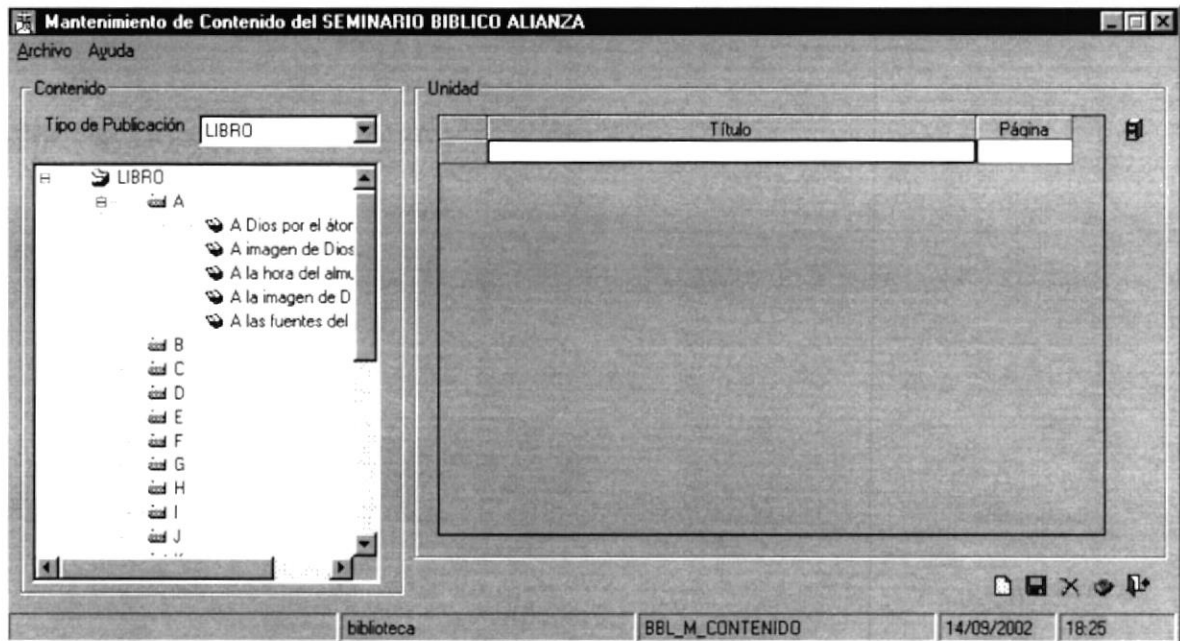 Mantenimiento de Contenido del SEMINARIO BIBLICO ALIANZA
Archivo Ayuda
Contenido
Tipo de Publicación LIBRO
LIBRO
A
A Dios por el átor
A imagen de Dios
A la hora del almu
A la imagen de D
A las fuentes del
B
C
D
E
F
G
H
I
J
Unidad
Título Página
biblioteca BBL_M_CONTENIDO 14/09/2002 18:25